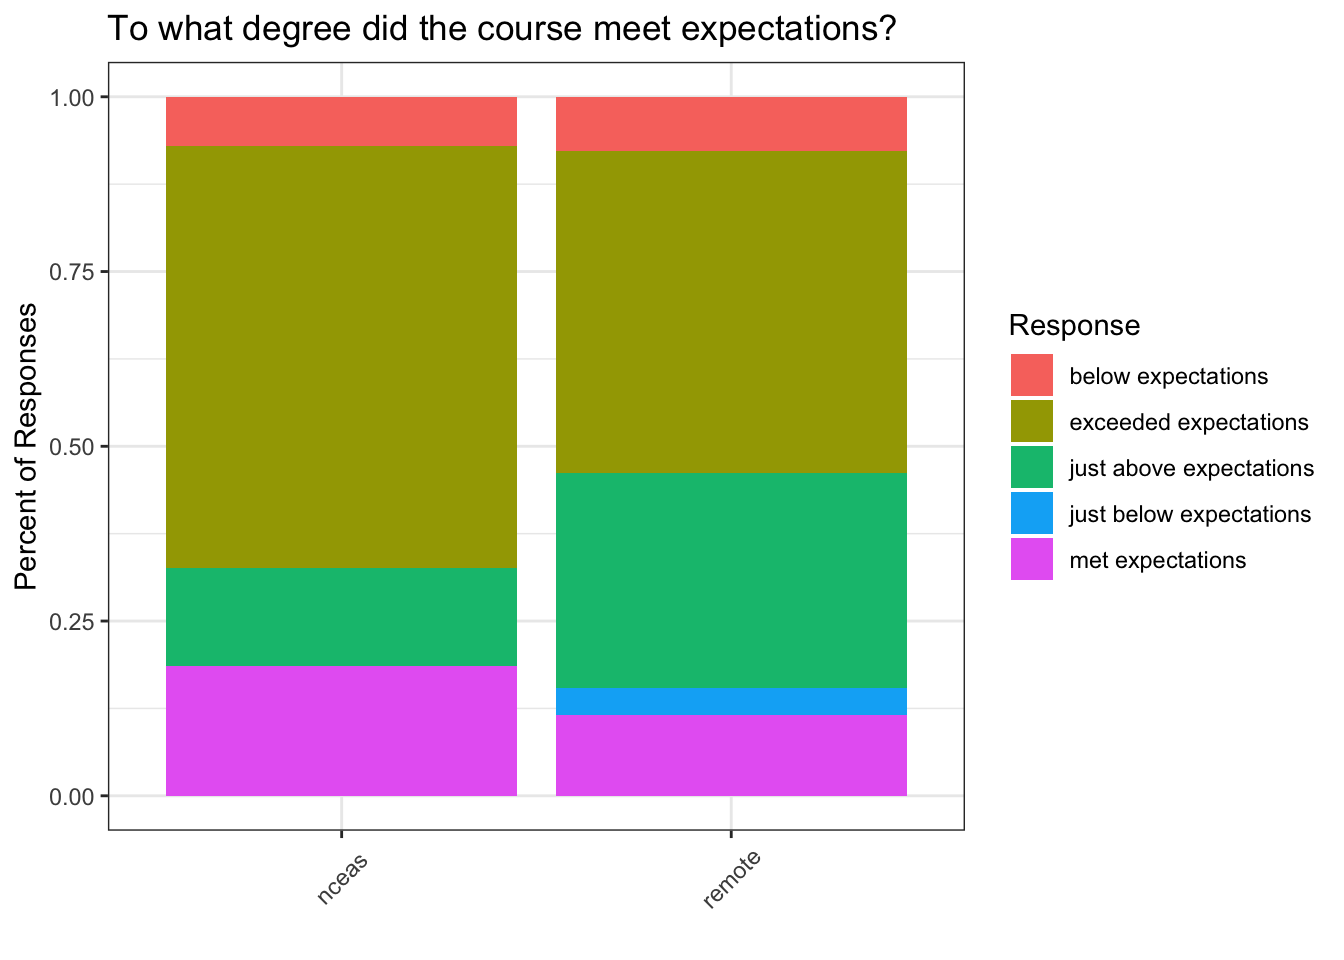 To what degree did the course meet expectations?
Percent of Responses
1.00
0.75
0.50
0.25
0.00
nceas
remote
Response
below expectations
exceeded expectations
just above expectations
just below expectations
met expectations